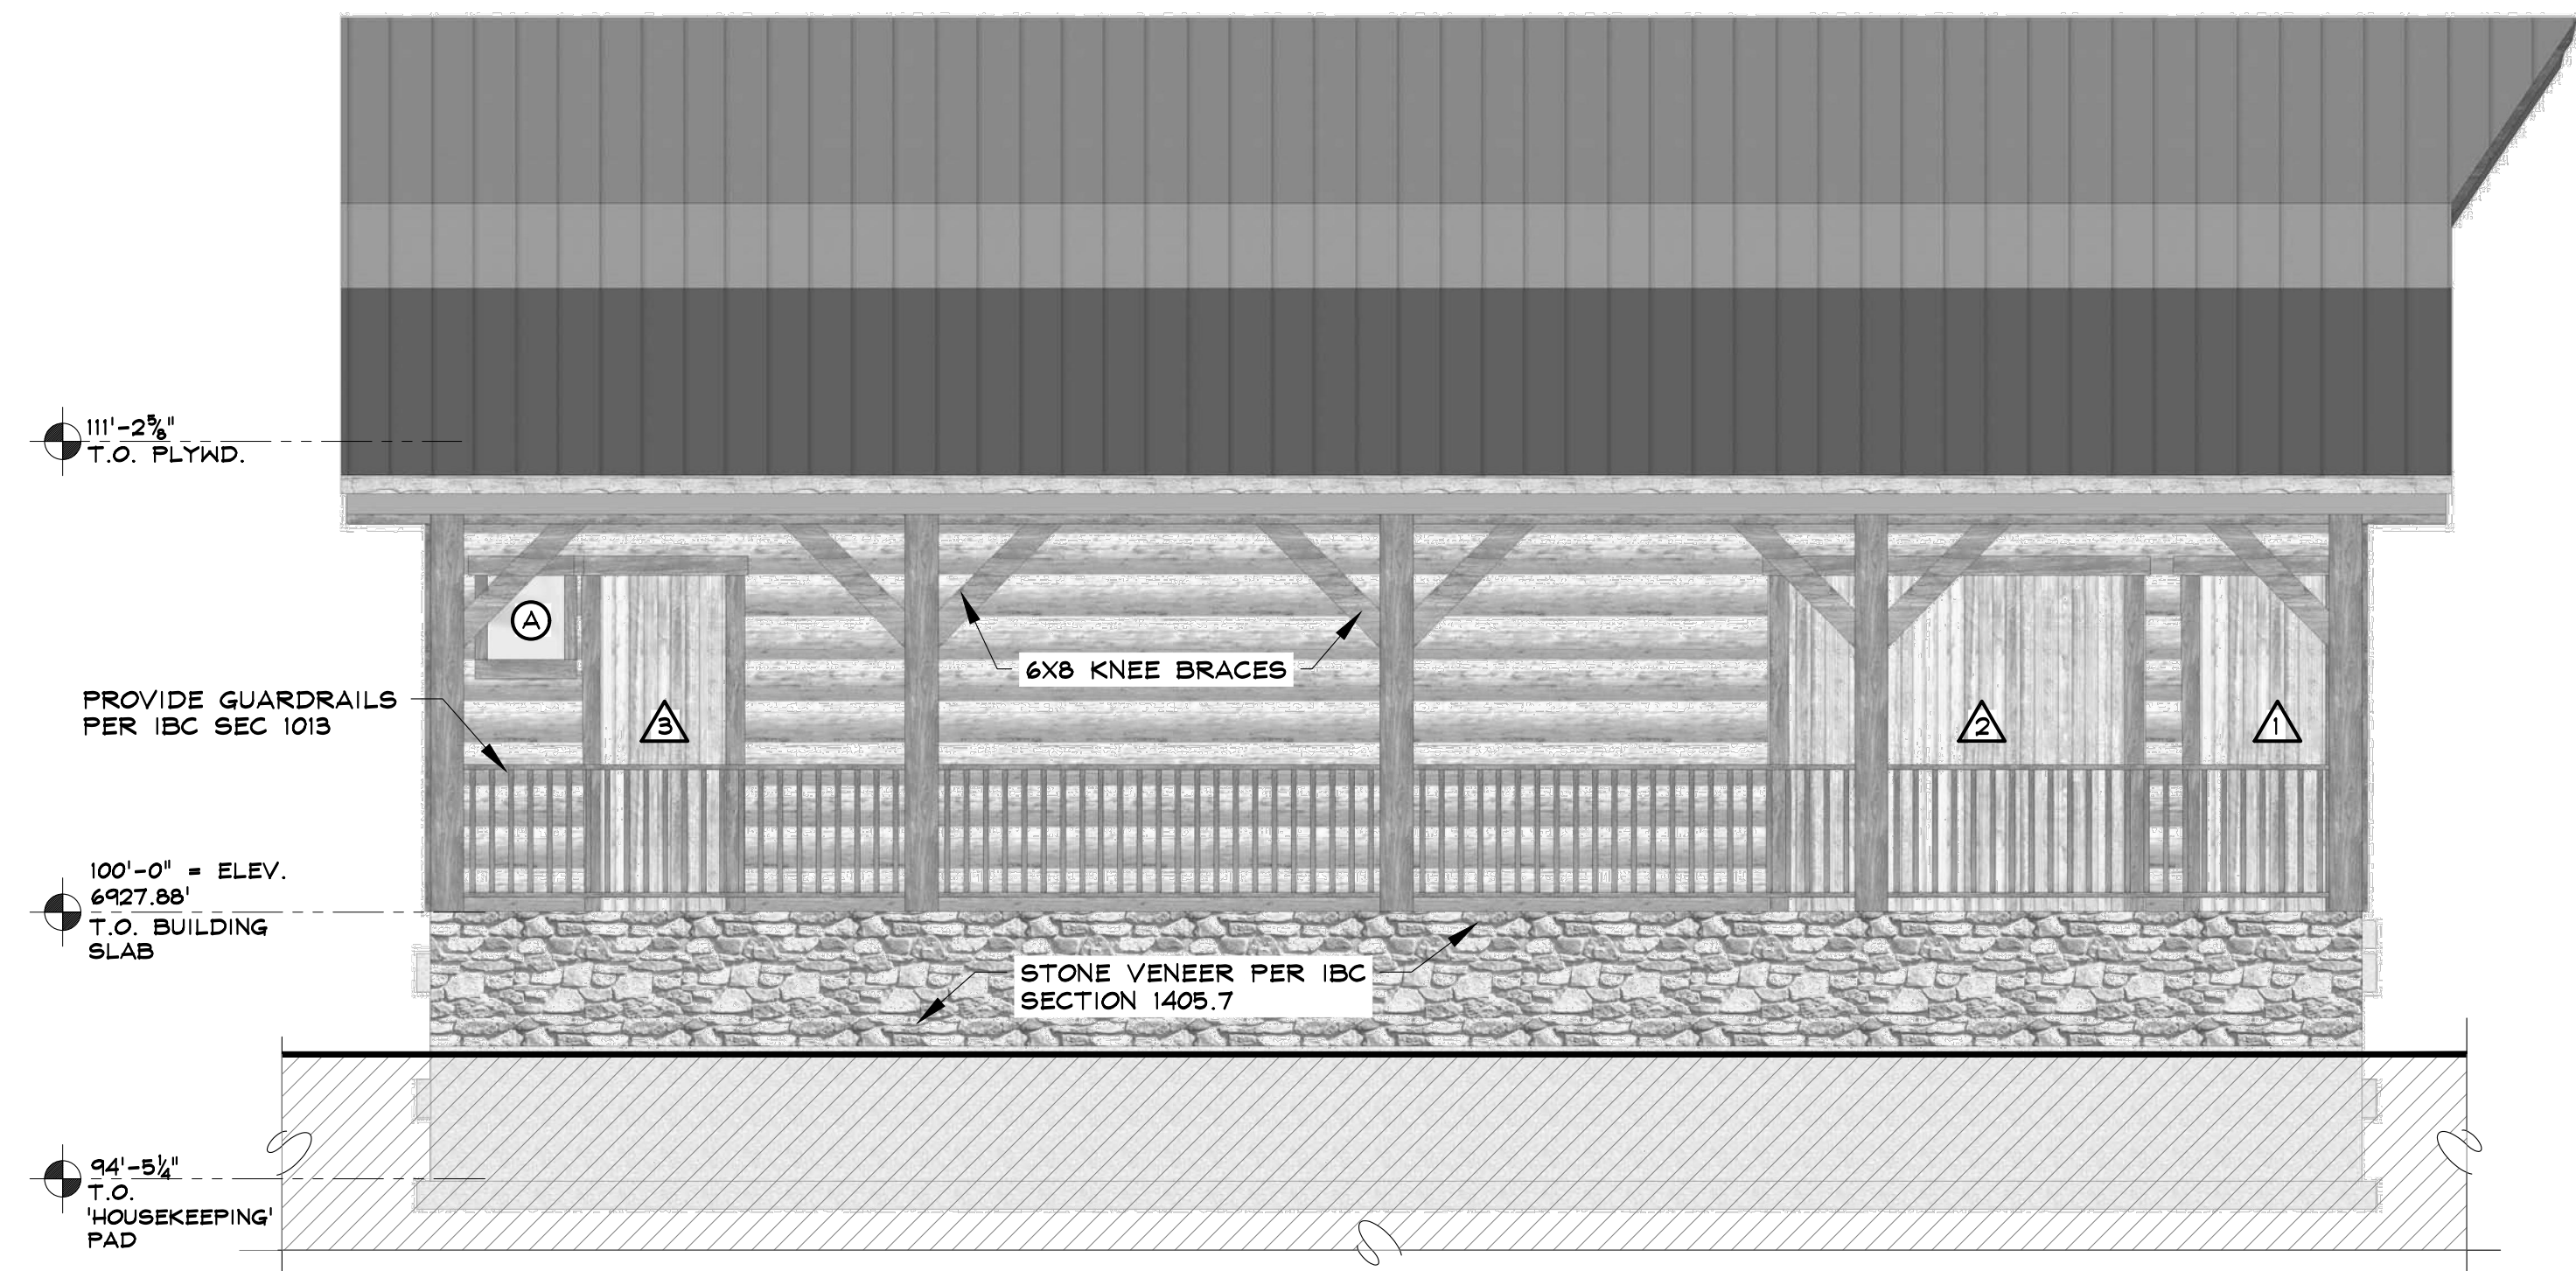 111'-2⅝"
T.O. PLYWD.
A
6X8 KNEE BRACES
PROVIDE GUARDRAILS
PER IBC SEC 1013
3
2
1
100'-0" = ELEV.
6927.88'
T.O. BUILDING
SLAB
STONE VENEER PER IBC
SECTION 1405.7
94'-5¼"
T.O.
'HOUSEKEEPING'
PAD